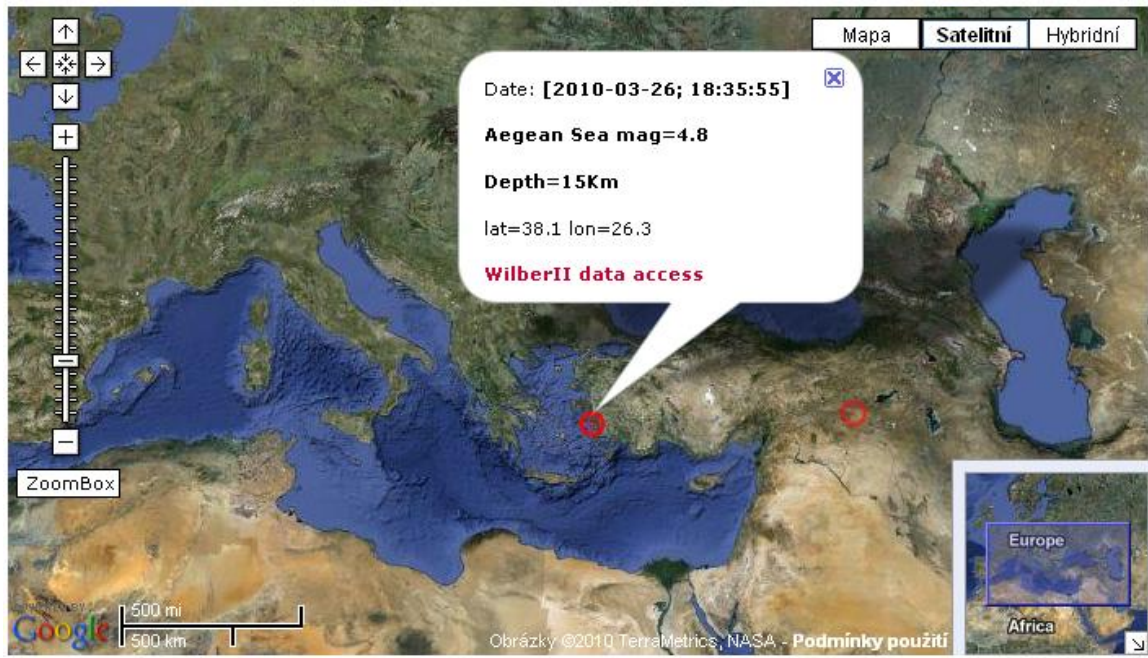 Mapa
Satelitní
Hybridní
Date: [2010-03-26; 18:35:55]
Aegean Sea mag=4.8
Depth=15Km
lat=38.1 lon=26.3
WilberII data access
ZoomBox
Europe
Africa
POWERED BY
Google
500 mi
500 km
Obrázky ©2010 TerraMetrics, NASA - Podmínky použití